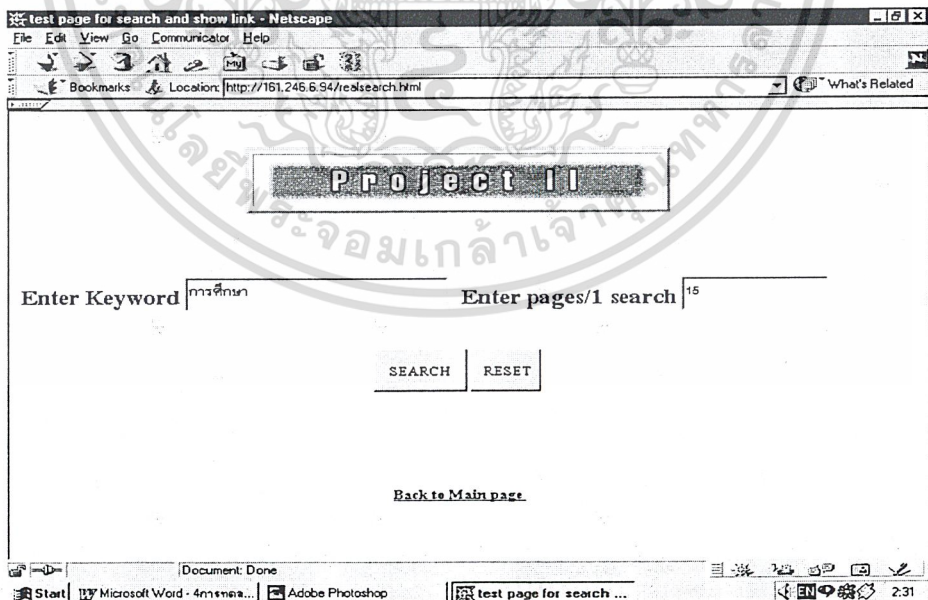 test page for search and show link - Netscape
File Edit View Go Communicator Help
My
Bookmarks Location: http://161.246.6.94/realsearch.html What's Related
Project II
Enter Keyword การศึกษา Enter pages/1 search 15
SEARCH RESET
Back to Main page
Document: Done
Start Microsoft Word - 4การทดล... Adobe Photoshop test page for search ... EN 2:31